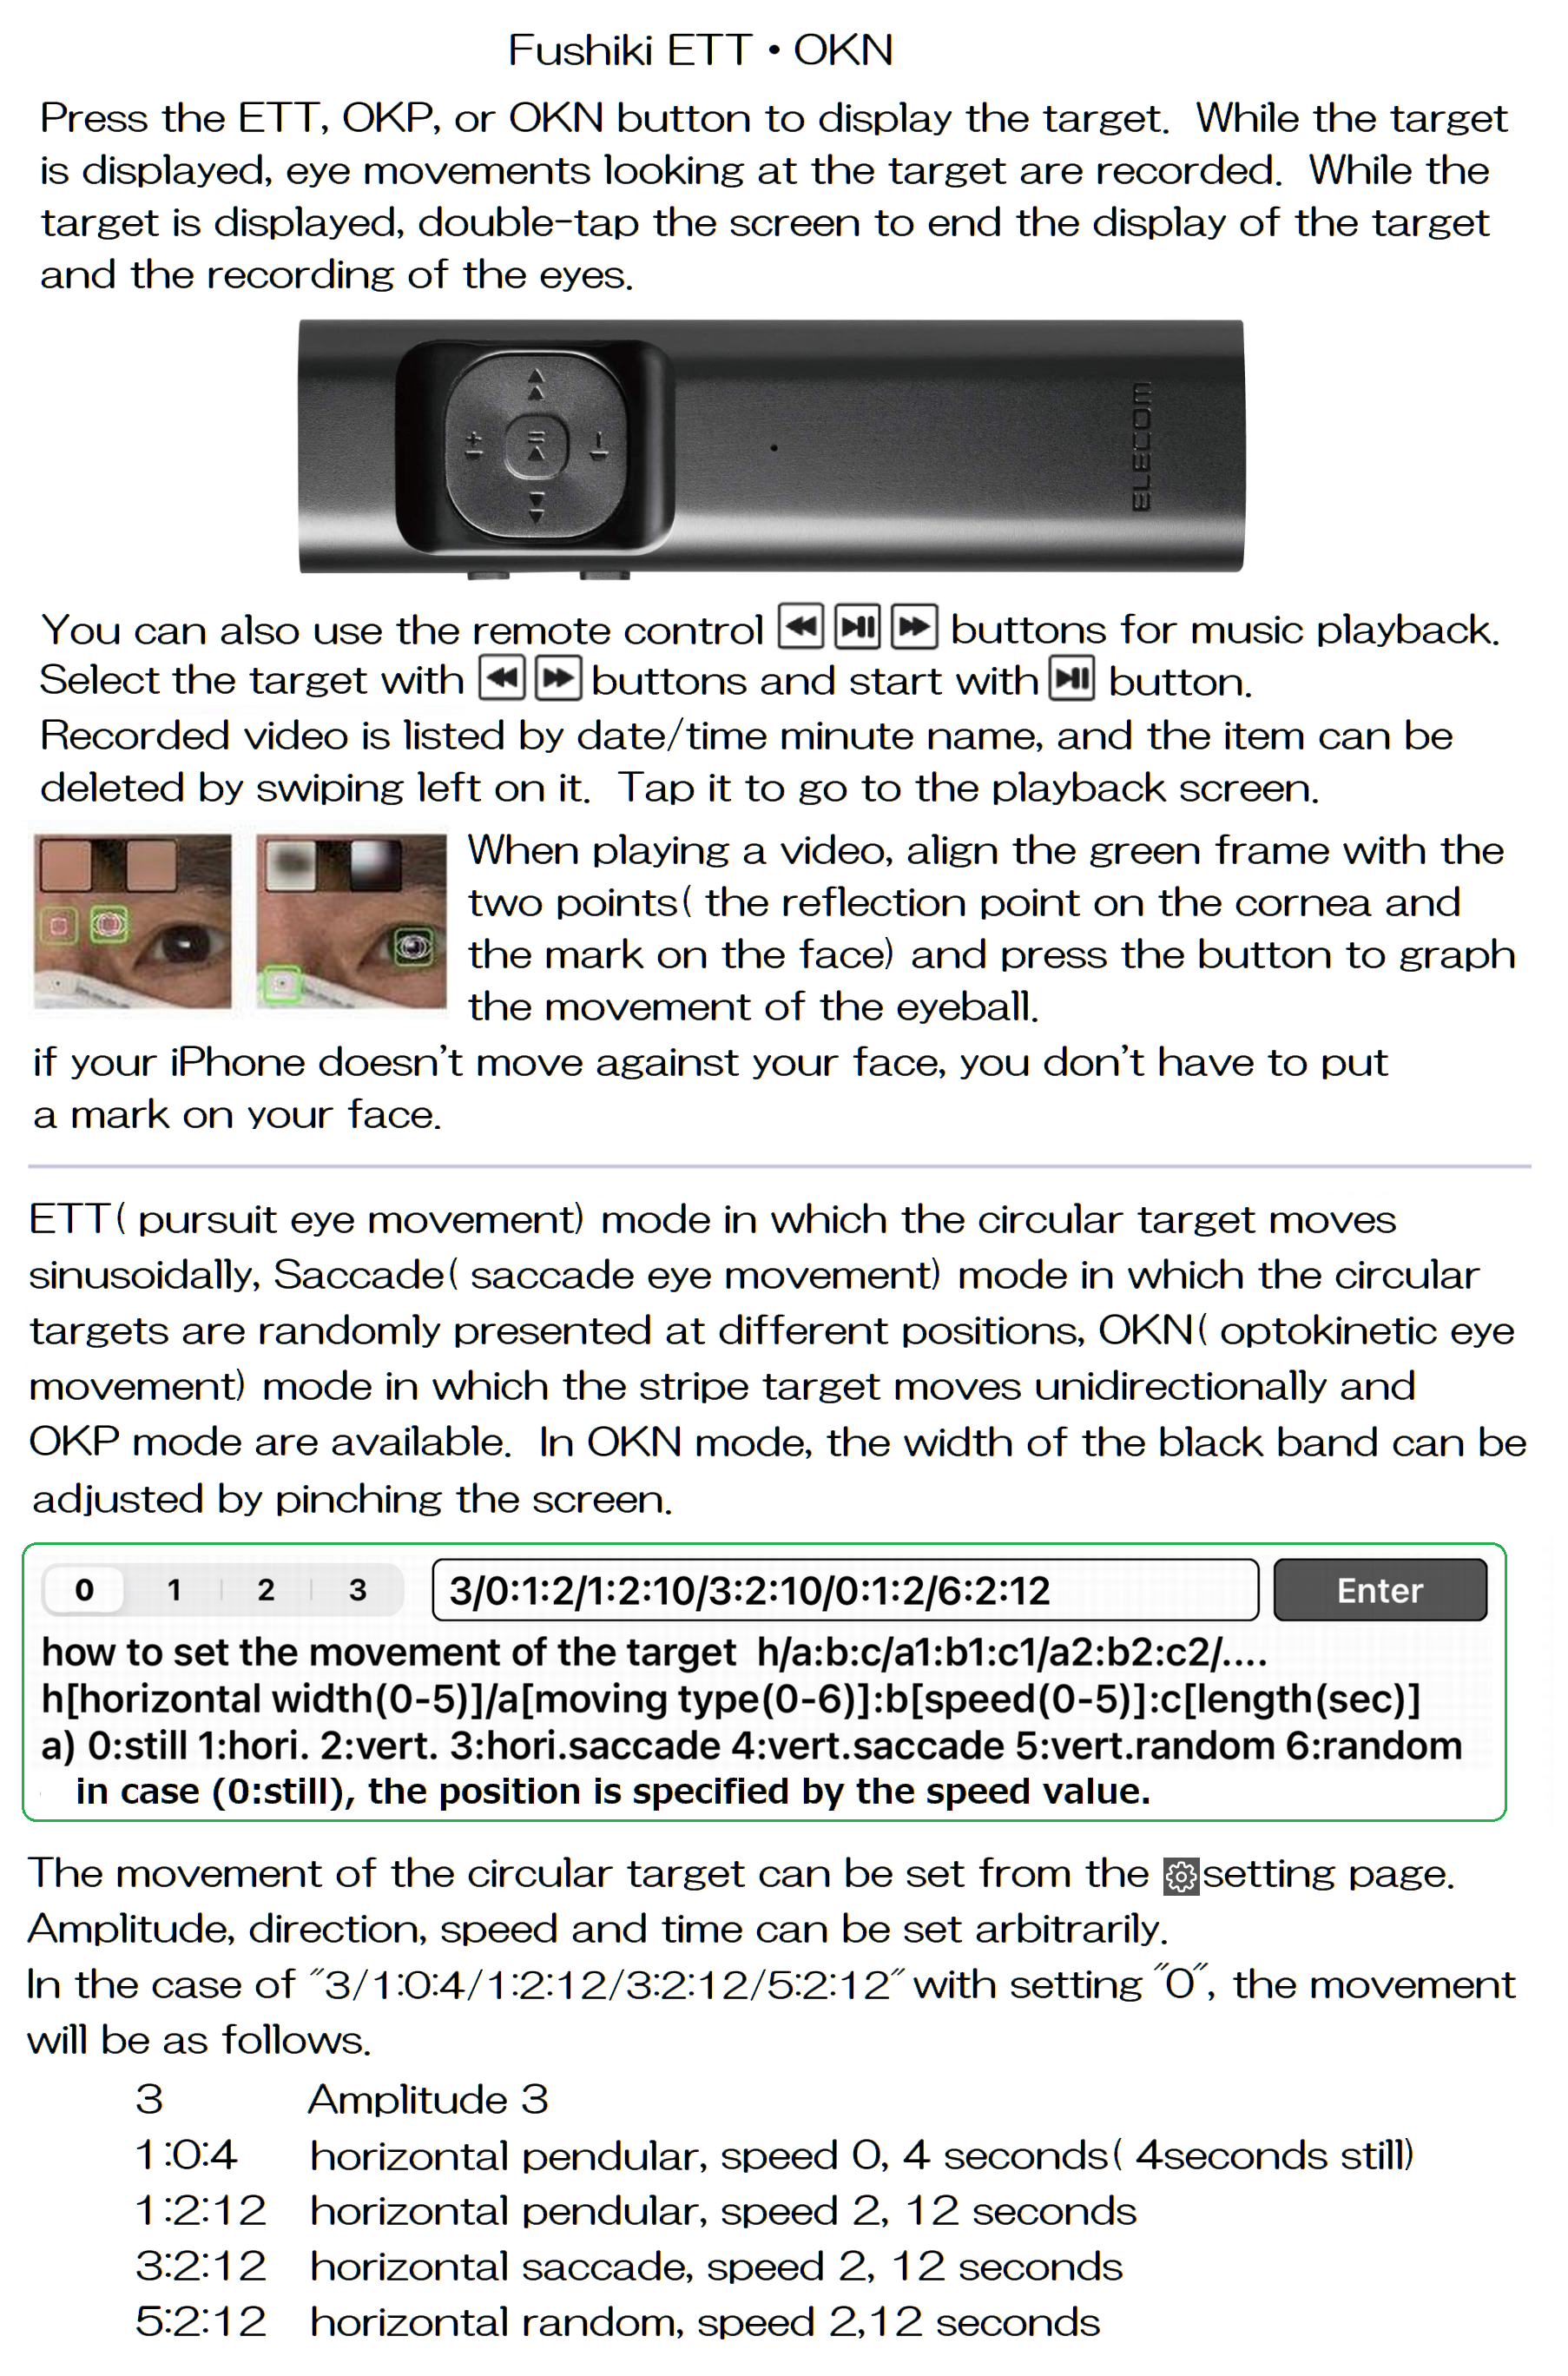 Fushiki ETT・OKN
Press the ETT, OKP, or OKN button to display the target. While the target
is displayed, eye movements looking at the target are recorded. While the
target is displayed, double-tap the screen to end the display of the target
and the recording of the eyes.
ELECOM
You can also use the remote control buttons for music playback.
Select the target with buttons and start with button.
Recorded video is listed by date/time minute name, and the item can be
deleted by swiping left on it. Tap it to go to the playback screen.
When playing a video, align the green frame with the
two points( the reflection point on the cornea and
the mark on the face) and press the button to graph
the movement of the eyeball.
if your iPhone doesn't move against your face, you don't have to put
a mark on your face.
ETT( pursuit eye movement) mode in which the circular target moves
sinusoidally, Saccade( saccade eye movement) mode in which the circular
targets are randomly presented at different positions, OKN( optokinetic eye
movement) mode in which the stripe target moves unidirectionally and
OKP mode are available. In OKN mode, the width of the black band can be
adjusted by pinching the screen.
0 1 2 3 3/0:1:2/1:2:10/3:2:10/0:1:2/6:2:12 Enter
how to set the movement of the target h/a:b:c/a1:b1:c1/a2:b2:c2/....
h[horizontal width(0-5)]/a[moving type(0-6)]:b[speed(0-5)]:c[length(sec)]
a) 0:still 1:hori. 2:vert. 3:hori.saccade 4:vert.saccade 5:vert.random 6:random
in case (0:still), the position is specified by the speed value.
The movement of the circular target can be set from the setting page.
Amplitude, direction, speed and time can be set arbitrarily.
In the case of "3/1:0:4/1:2:12/3:2:12/5:2:12" with setting "0", the movement
will be as follows.
3 Amplitude 3
1:0:4 horizontal pendular, speed 0, 4 seconds( 4seconds still)
1:2:12 horizontal pendular, speed 2, 12 seconds
3:2:12 horizontal saccade, speed 2, 12 seconds
5:2:12 horizontal random, speed 2,12 seconds